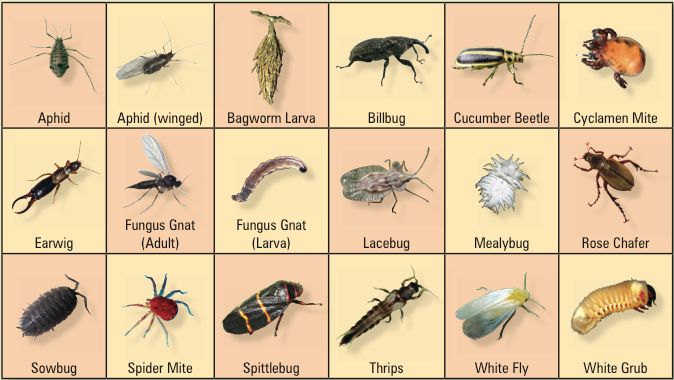 Aphid
Aphid (winged)
Bagworm Larva
Billbug
Cucumber Beetle
Cyclamen Mite
Earwig
Fungus Gnat
(Adult)
Fungus Gnat
(Larva)
Lacebug
Mealybug
Rose Chafer
Sowbug
Spider Mite
Spittlebug
Thrips
White Fly
White Grub